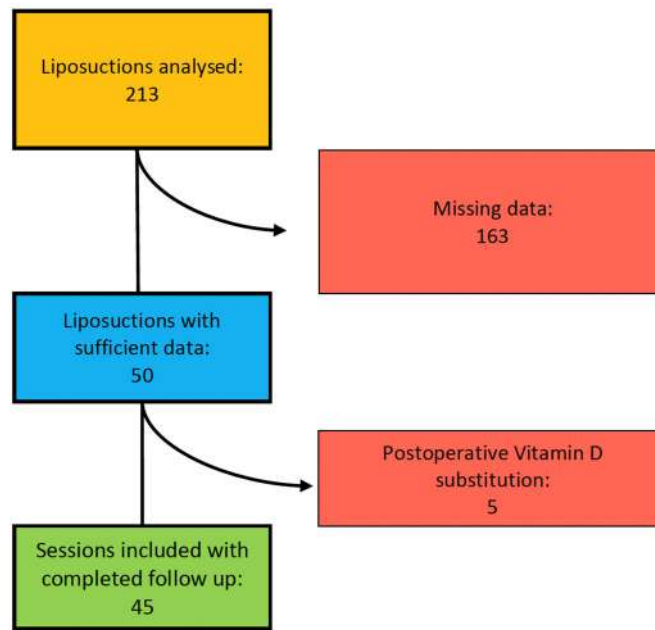 Liposuctions analysed:
213
Missing data:
163
Liposuctions with
sufficient data:
50
Postoperative Vitamin D
substitution:
5
Sessions included with
completed follow up:
45